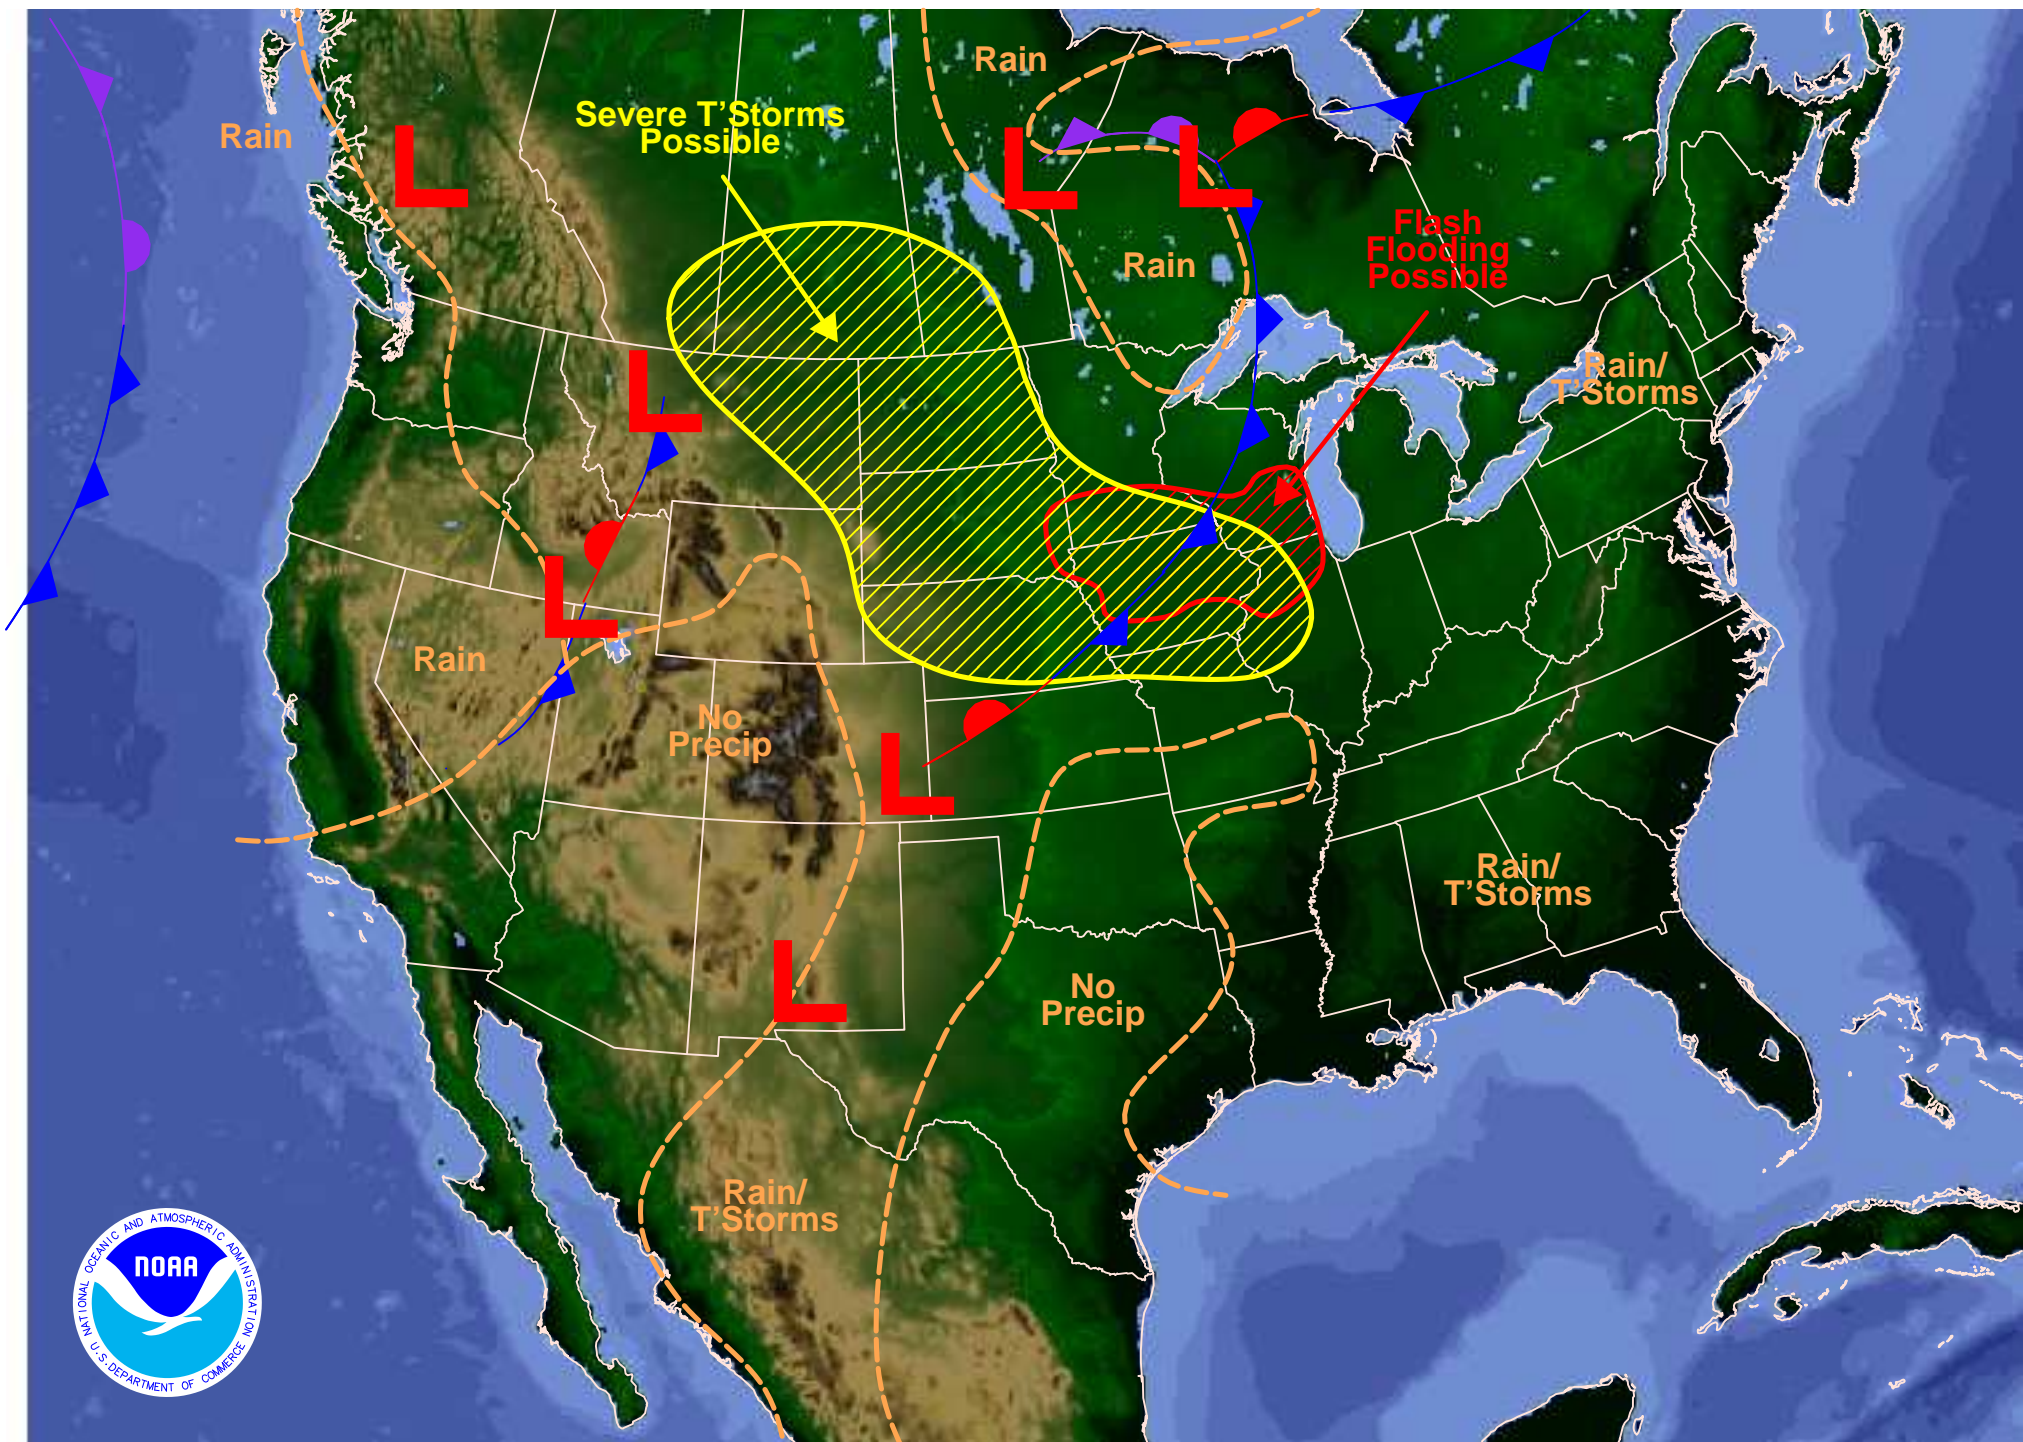 Rain
Severe T'Storms
Possible
Rain
Flash
Flooding
Possible
Rain
Rain/
T'Storms
Rain
No
Precip
Rain/
T'Storms
No
Precip
Rain/
T'Storms
L
L
L
L
L
L
L
NATIONAL OCEANIC AND ATMOSPHERIC ADMINISTRATION
NOAA
U.S. DEPARTMENT OF COMMERCE